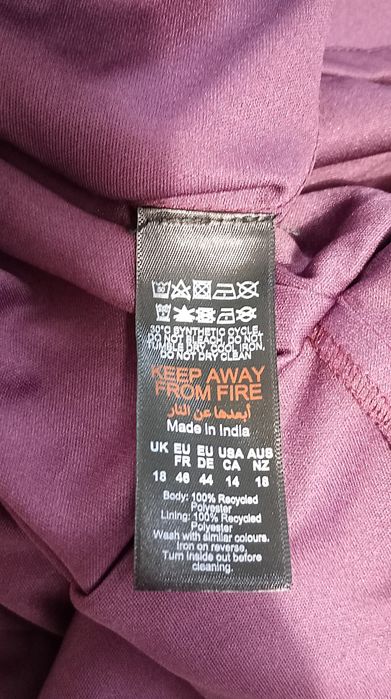 30°C SYNTHETIC CYCLE,
DO NOT BLEACH, DO NOT
TUMBLE DRY, COOL IRON,
DO NOT DRY CLEAN
KEEP AWAY
FROM FIRE
أبعدها عن النار
Made in India
UK EU EU USA AUS
FR DE CA NZ
18 46 44 14 18
Body: 100% Recycled
Polyester
Lining: 100% Recycled
Polyester
Wash with similar colours.
Iron on reverse.
Turn inside out before
cleaning.